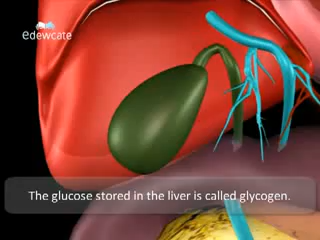 edewcate
The glucose stored in the liver is called glycogen.